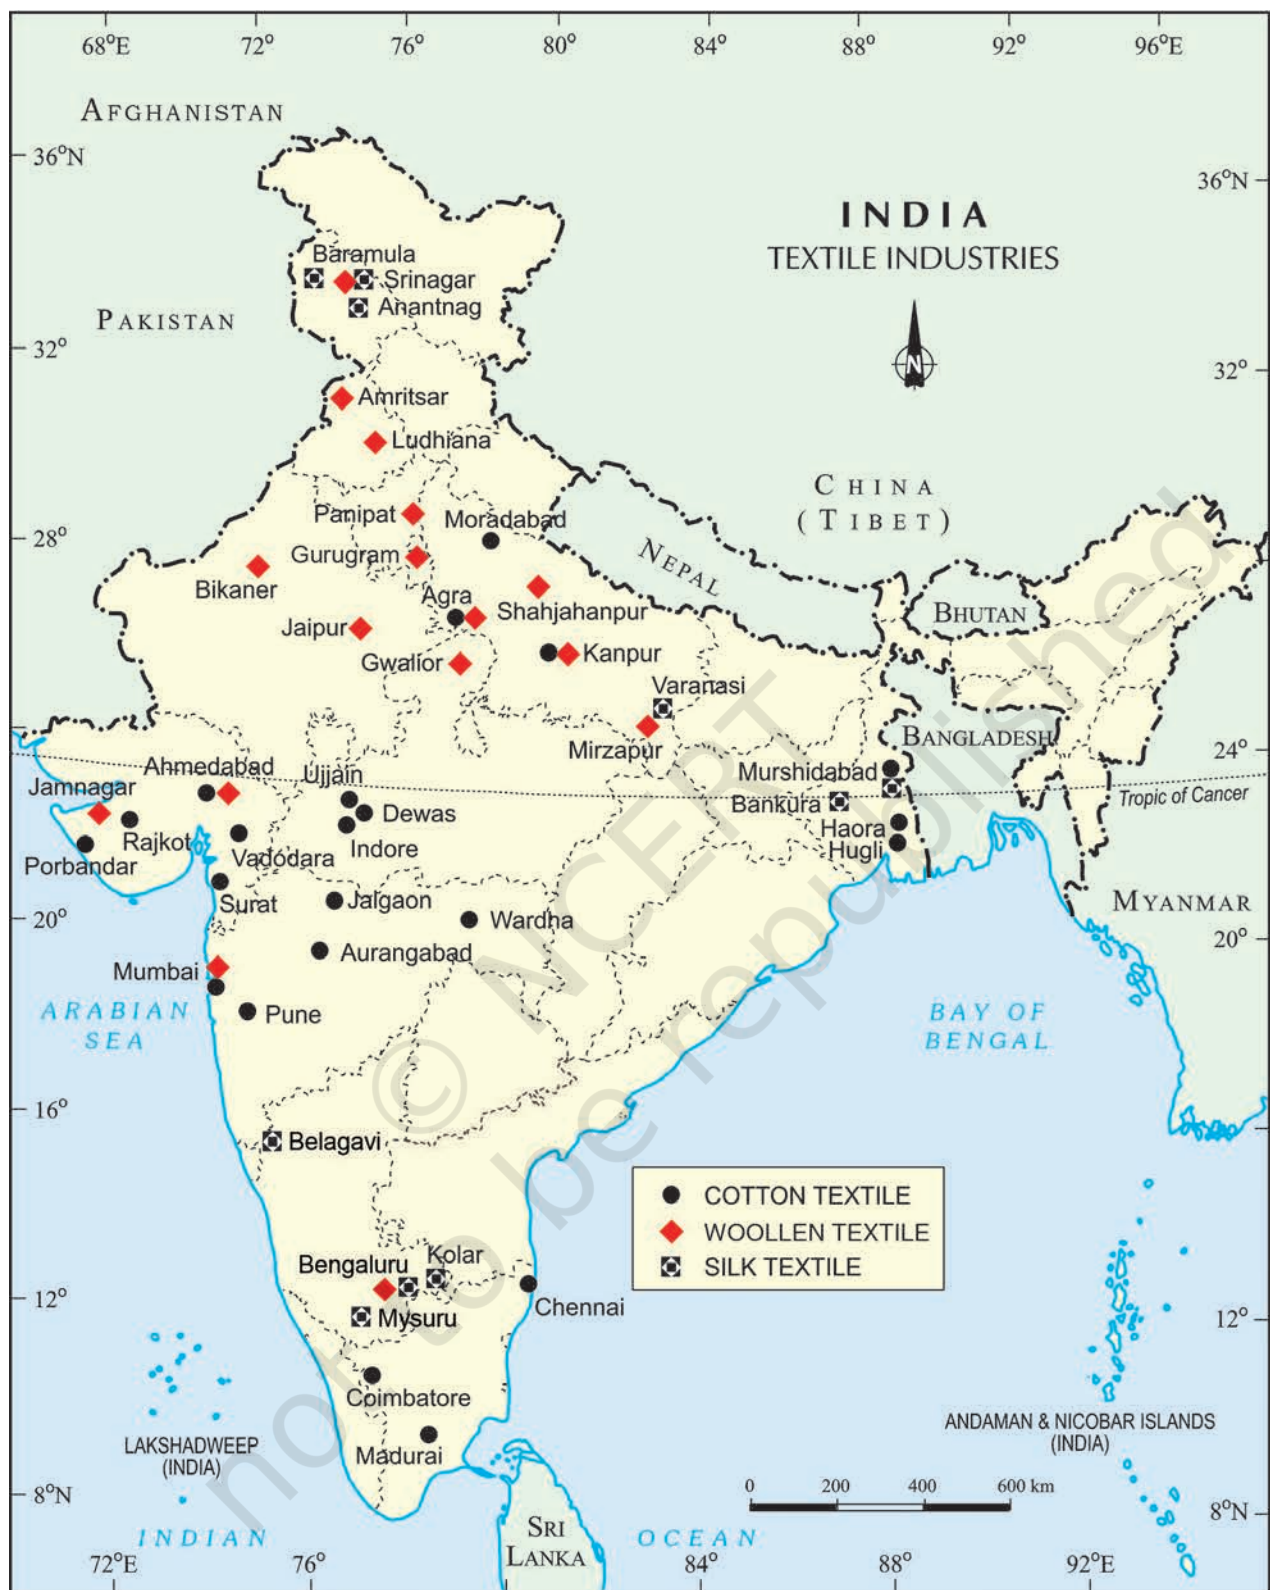 68°E 72° 76° 80° 84° 88° 92° 96°E
AFGHANISTAN
36°N
36°N
INDIA
TEXTILE INDUSTRIES
Baramula
Srinagar
Anantnag
PAKISTAN
32°
N
32°
Amritsar
Ludhiana
CHINA
(TIBET)
Panipat
Moradabad
28°
28°
Gurugram
NEPAL
Bikaner
Agra
Shahjahanpur
BHUTAN
Jaipur
Gwalior
Kanpur
Varanasi
Mirzapur
BANGLADESH
24°
Ahmedabad
Ujjain
Murshidabad
Jamnagar
Bankura
Tropic of Cancer
Dewas
Rajkot
Indore
Haora
Vadodara
Hugli
Porbandar
Surat
Jalgaon
MYANMAR
20°
Wardha
20°
Aurangabad
Mumbai
ARABIAN
SEA
Pune
BAY OF
BENGAL
16°
Belagavi
COTTON TEXTILE
WOOLLEN TEXTILE
SILK TEXTILE
Kolar
Bengaluru
12°
Chennai
Mysuru
12°
Coimbatore
LAKSHADWEEP
(INDIA)
Madurai
ANDAMAN & NICOBAR ISLANDS
(INDIA)
8°N
0 200 400 600 km
8°N
INDIAN
SRI
LANKA
OCEAN
72°E 76° 84° 88° 92°E
© NCERT
not to be republished